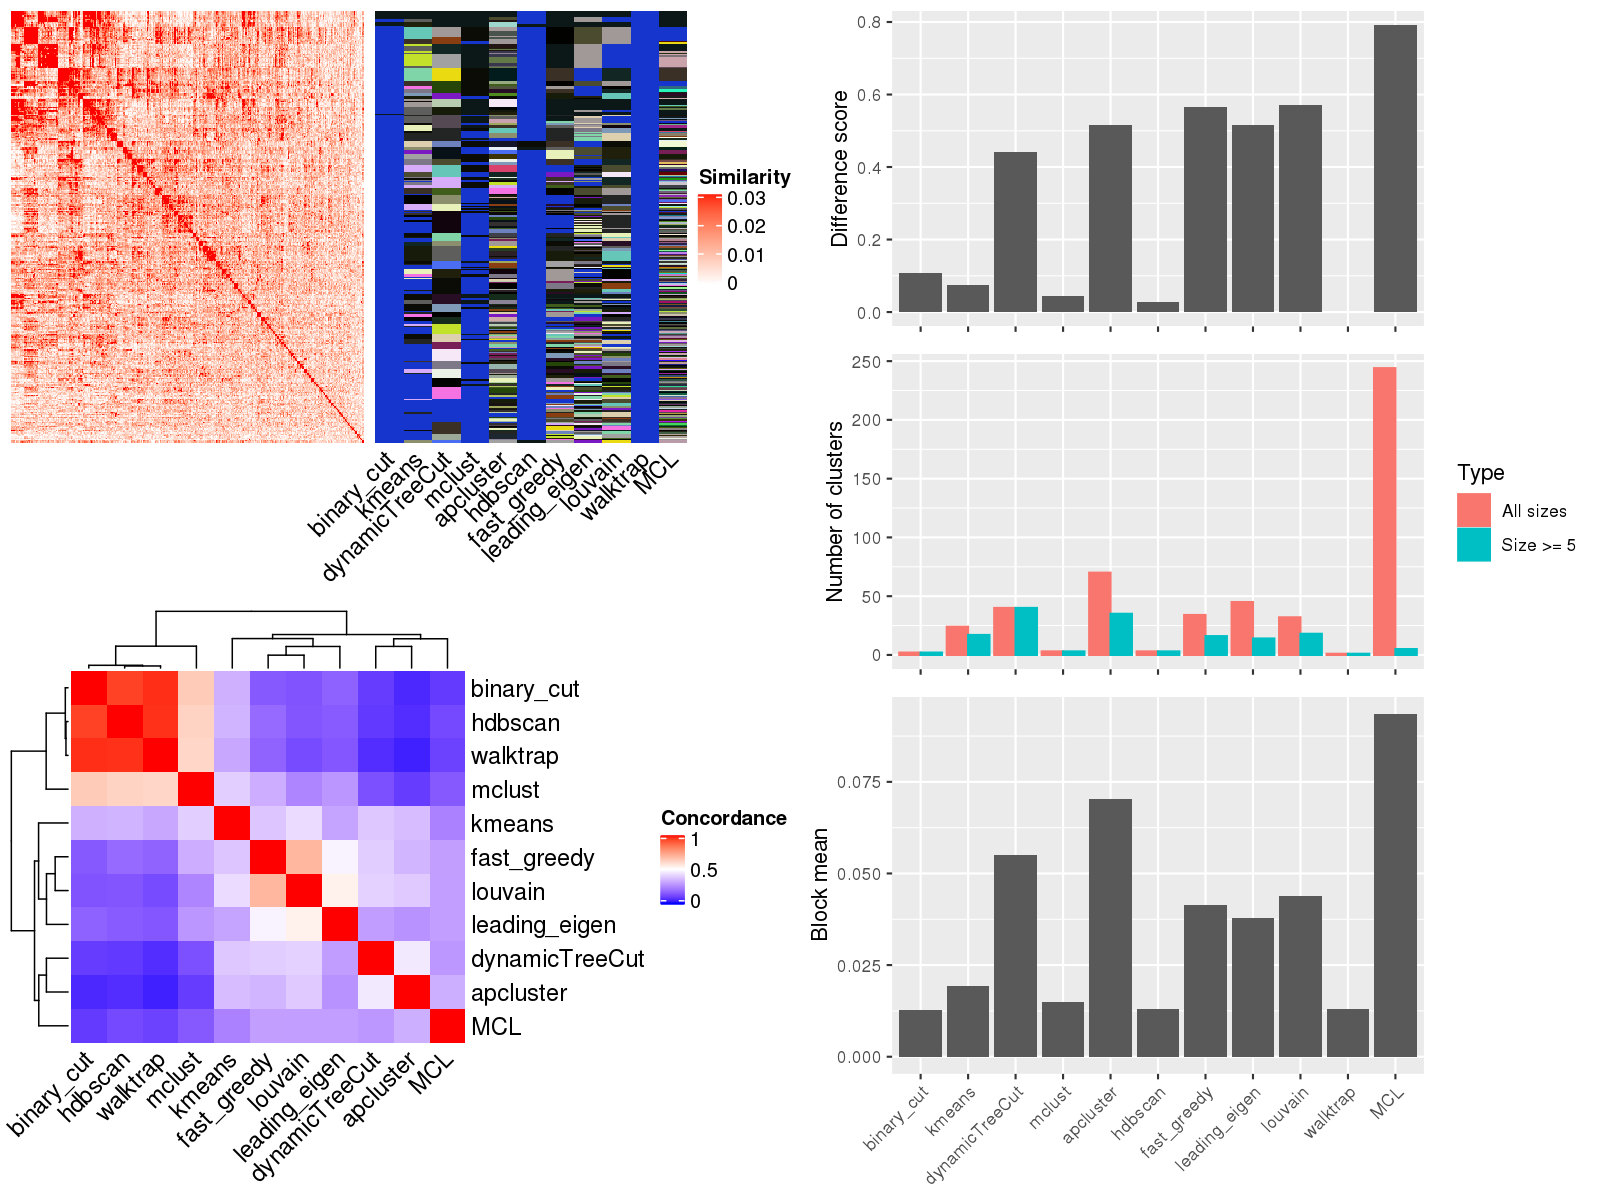 Similarity
0.03
0.02
0.01
0
binary_cut
kmeans
dynamicTreeCut
mclust
apcluster
hdbscan
fast_greedy
leading_eigen
louvain
walktrap
MCL
binary_cut
hdbscan
walktrap
mclust
kmeans
fast_greedy
louvain
leading_eigen
dynamicTreeCut
apcluster
MCL
Concordance
1
0.5
0
binary_cut
hdbscan
walktrap
mclust
kmeans
fast_greedy
louvain
leading_eigen
dynamicTreeCut
apcluster
MCL
Difference score
0.8
0.6
0.4
0.2
0.0
Number of clusters
250
200
150
100
50
0
Type
All sizes
Size >= 5
Block mean
0.075
0.050
0.025
0.000
binary_cut
kmeans
dynamicTreeCut
mclust
apcluster
hdbscan
fast_greedy
leading_eigen
louvain
walktrap
MCL